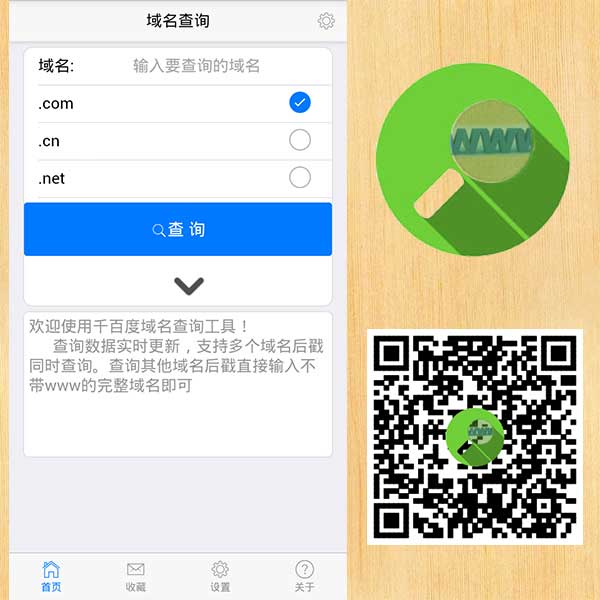 域名查询
域名: 输入要查询的域名
.com
.cn
.net
查 询
欢迎使用千百度域名查询工具！
查询数据实时更新，支持多个域名后戳
同时查询。查询其他域名后戳直接输入不
带www的完整域名即可
首页 收藏 设置 关于
WWW
WWW